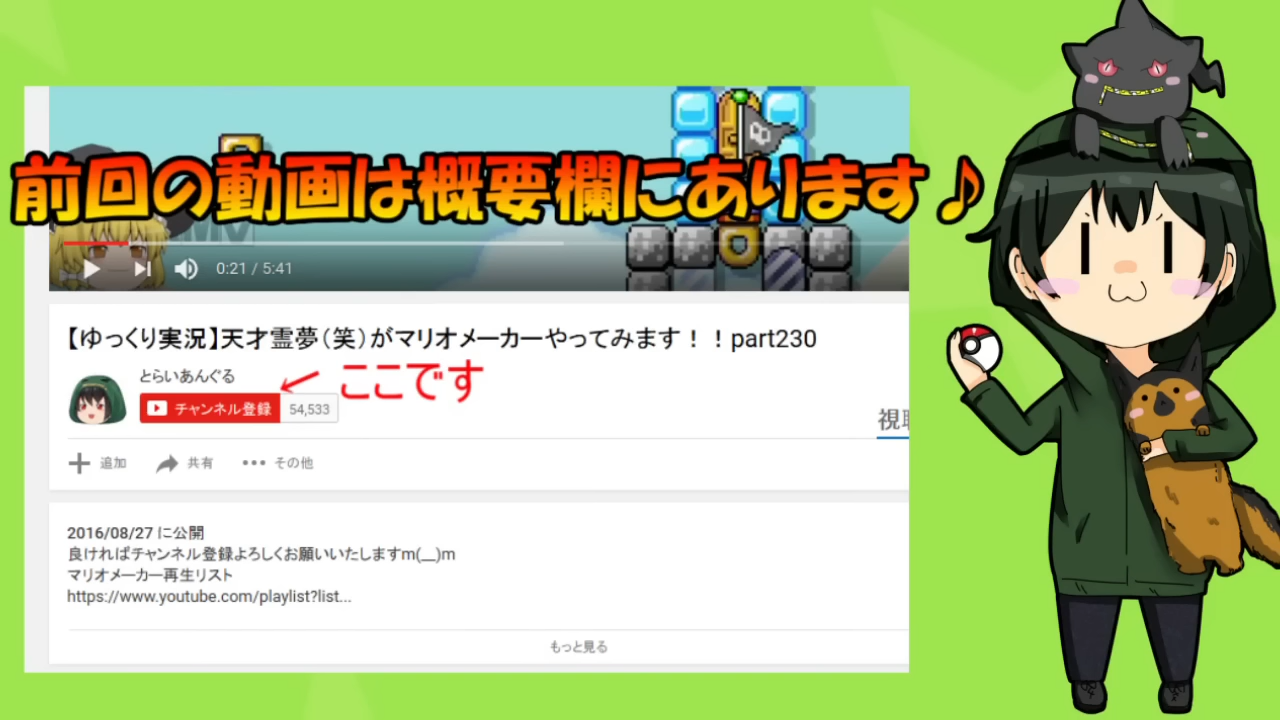 前回の動画は概要欄にあります♪
0:21 / 5:41
【ゆっくり実況】天才霊夢（笑）がマリオメーカーやってみます！！part230
とらいあんぐる
ここです
チャンネル登録 54,533
視聴
追加 共有 その他
2016/08/27 に公開
良ければチャンネル登録よろしくお願いいたしますm(__)m
マリオメーカー再生リスト
https://www.youtube.com/playlist?list...
もっと見る